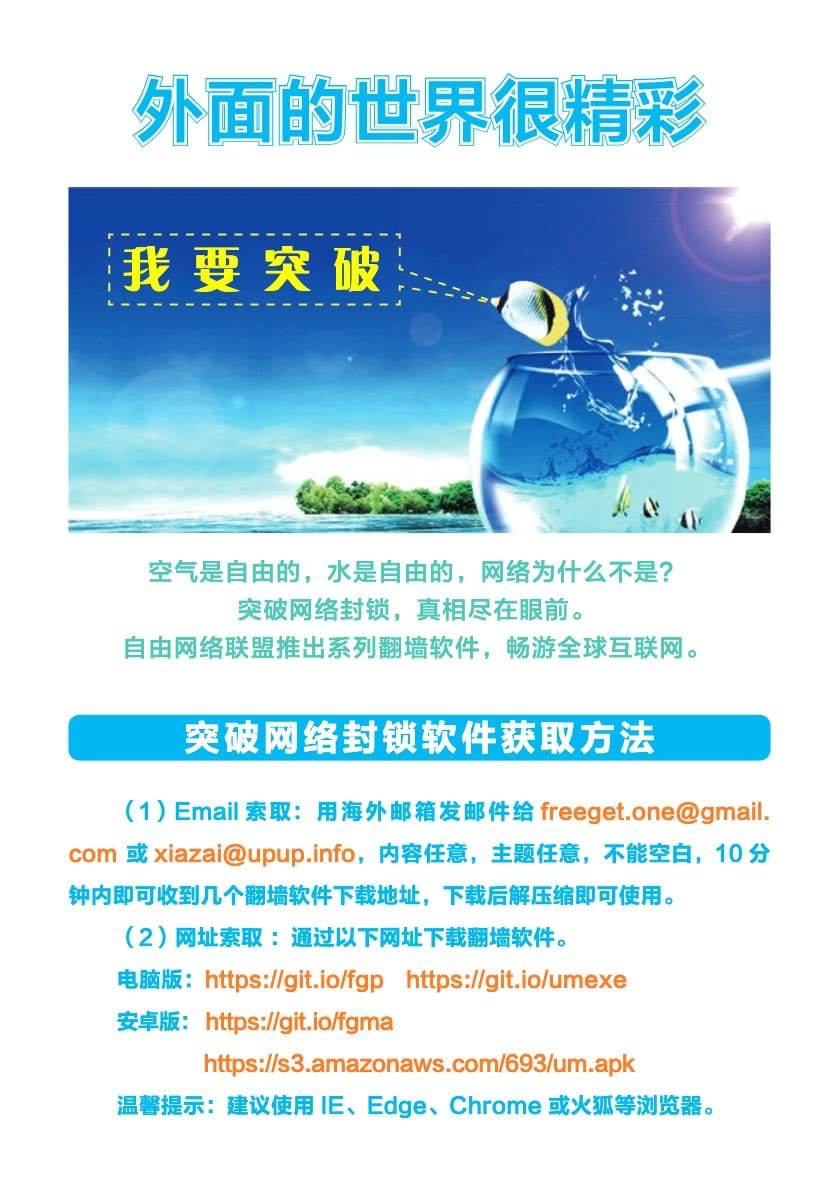 外面的世界很精彩
我要突破
空气是自由的，水是自由的，网络为什么不是？
突破网络封锁，真相尽在眼前。
自由网络联盟推出系列翻墙软件，畅游全球互联网。
突破网络封锁软件获取方法
（1）Email 索取：用海外邮箱发邮件给 freeget.one@gmail.
com 或 xiazai@upup.info，内容任意，主题任意，不能空白，10 分
钟内即可收到几个翻墙软件下载地址，下载后解压缩即可使用。
（2）网址索取 ：通过以下网址下载翻墙软件。
电脑版：https://git.io/fgp https://git.io/umexe
安卓版： https://git.io/fgma
https://s3.amazonaws.com/693/um.apk
温馨提示：建议使用 IE、Edge、Chrome 或火狐等浏览器。